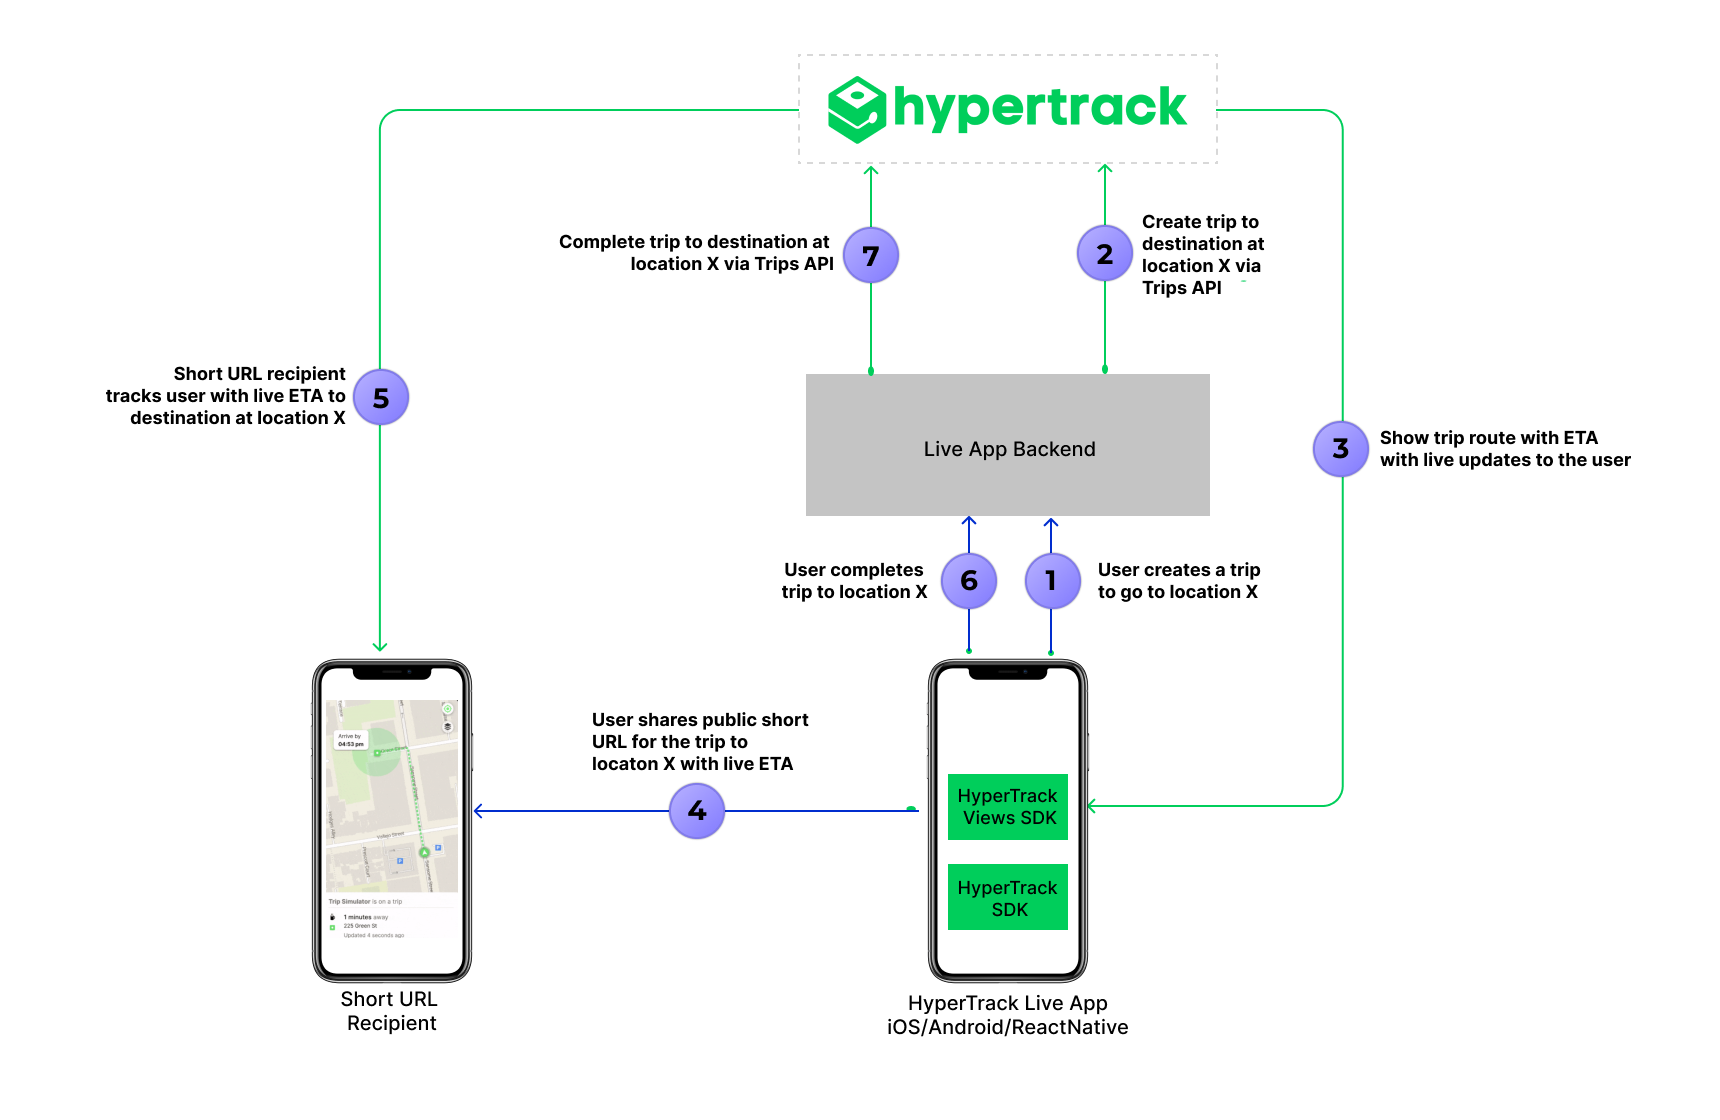 hypertrack
Complete trip to destination at
location X via Trips API
7
2
Create trip to
destination at
location X via
Trips API
Short URL recipient
tracks user with live ETA to
destination at location X
5
Live App Backend
3
Show trip route with ETA
with live updates to the user
User completes
trip to location X
6
1
User creates a trip
to go to location X
User shares public short
URL for the trip to
locaton X with live ETA
4
Arrive by
04:53 pm
Green Street
Vallejo Street
Trip Simulator is on a trip
1 minutes away
225 Green St
Updated 4 seconds ago
HyperTrack
Views SDK
HyperTrack
SDK
Short URL
Recipient
HyperTrack Live App
iOS/Android/ReactNative